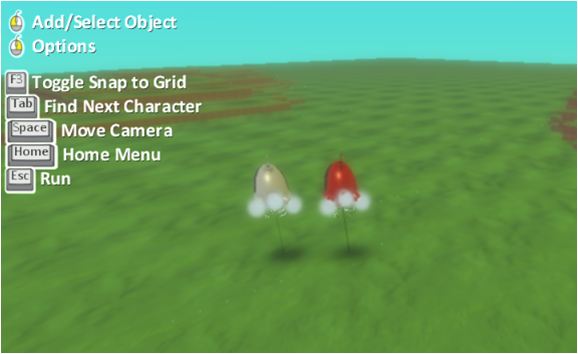 Add/Select Object
Options
F3 Toggle Snap to Grid
Tab Find Next Character
Space Move Camera
Home Home Menu
Esc Run